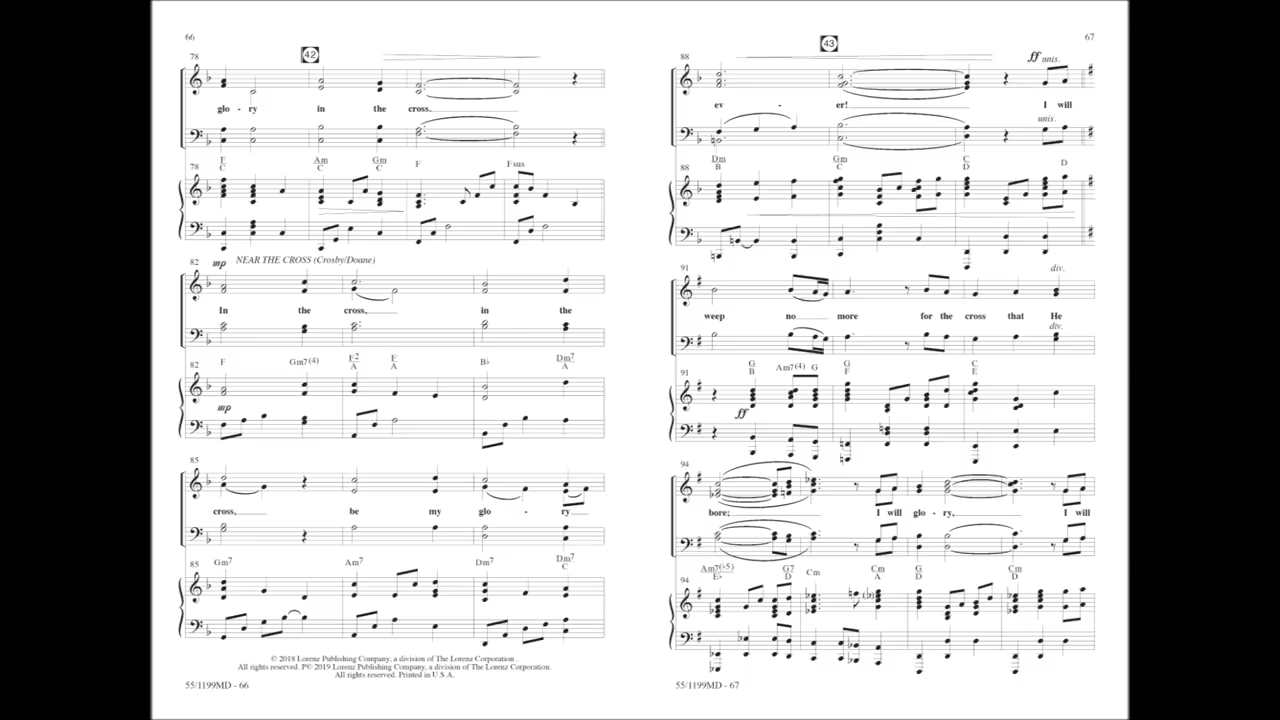 66
42
78
glo - ry in the cross.
F
C
Am
C
Gm
C
F
Fsus
78
mp NEAR THE CROSS (Crosby/Doane)
82
In the cross, in the
82
F
Gm7(4)
F2
A
F
A
B♭
Dm7
A
mp
85
cross, be my glo - ry
85
Gm7
Am7
Dm7
Dm7
C
© 2018 Lorenz Publishing Company, a division of The Lorenz Corporation .
All rights reserved. P© 2019 Lorenz Publishing Company, a division of The Lorenz Corporation.
All rights reserved. Printed in U.S.A.
55/1199MD - 66
67
43
88
ff unis.
ev - er! I will
unis.
88
Dm
B
Gm
C
C
D
D
91
div.
weep no more for the cross that He
div.
91
G
B
Am7(4)
G
G
F
C
E
ff
94
bore; I will glo - ry, I will
94
Am7(♭5)
E♭
G7
D
Cm
Cm
A
G
D
Cm
D
55/1199MD - 67